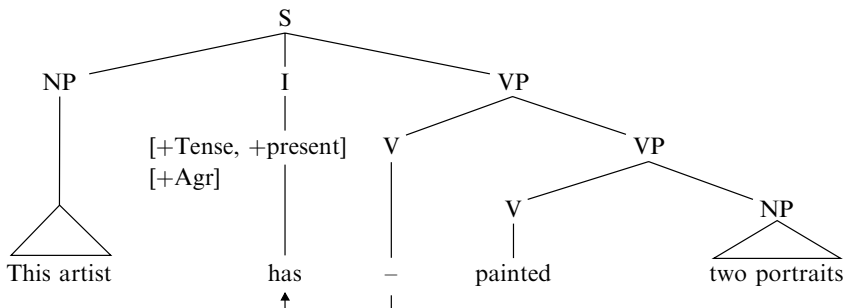 S
NP I VP
[+Tense, +present] V VP
[+Agr]
V NP
This artist has – painted two portraits